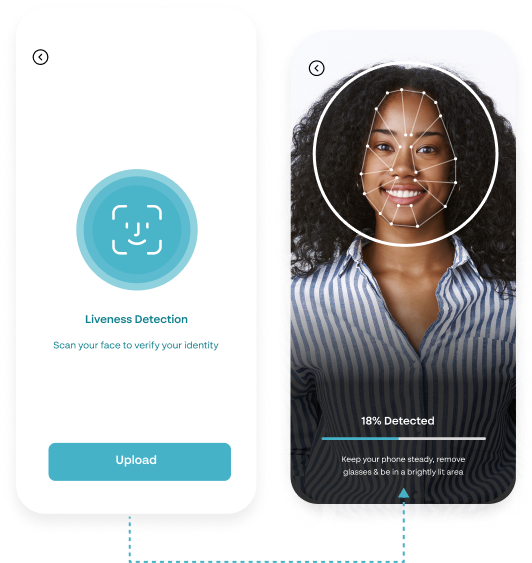 Liveness Detection
Scan your face to verify your identity
Upload
18% Detected
Keep your phone steady, remove
glasses & be in a brightly lit area